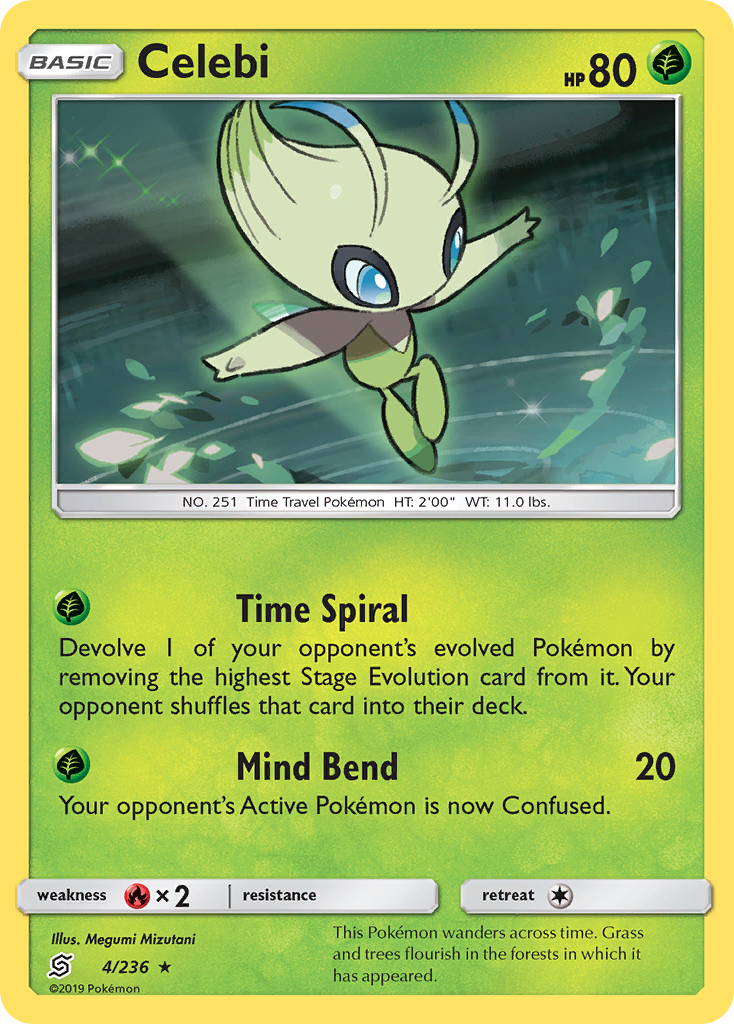 BASIC Celebi HP 80
NO. 251 Time Travel Pokémon HT: 2'00" WT: 11.0 lbs.
Time Spiral
Devolve 1 of your opponent's evolved Pokémon by
removing the highest Stage Evolution card from it. Your
opponent shuffles that card into their deck.
Mind Bend 20
Your opponent's Active Pokémon is now Confused.
weakness × 2 resistance retreat
Illus. Megumi Mizutani
4/236 ★
©2019 Pokémon
This Pokémon wanders across time. Grass
and trees flourish in the forests in which it
has appeared.